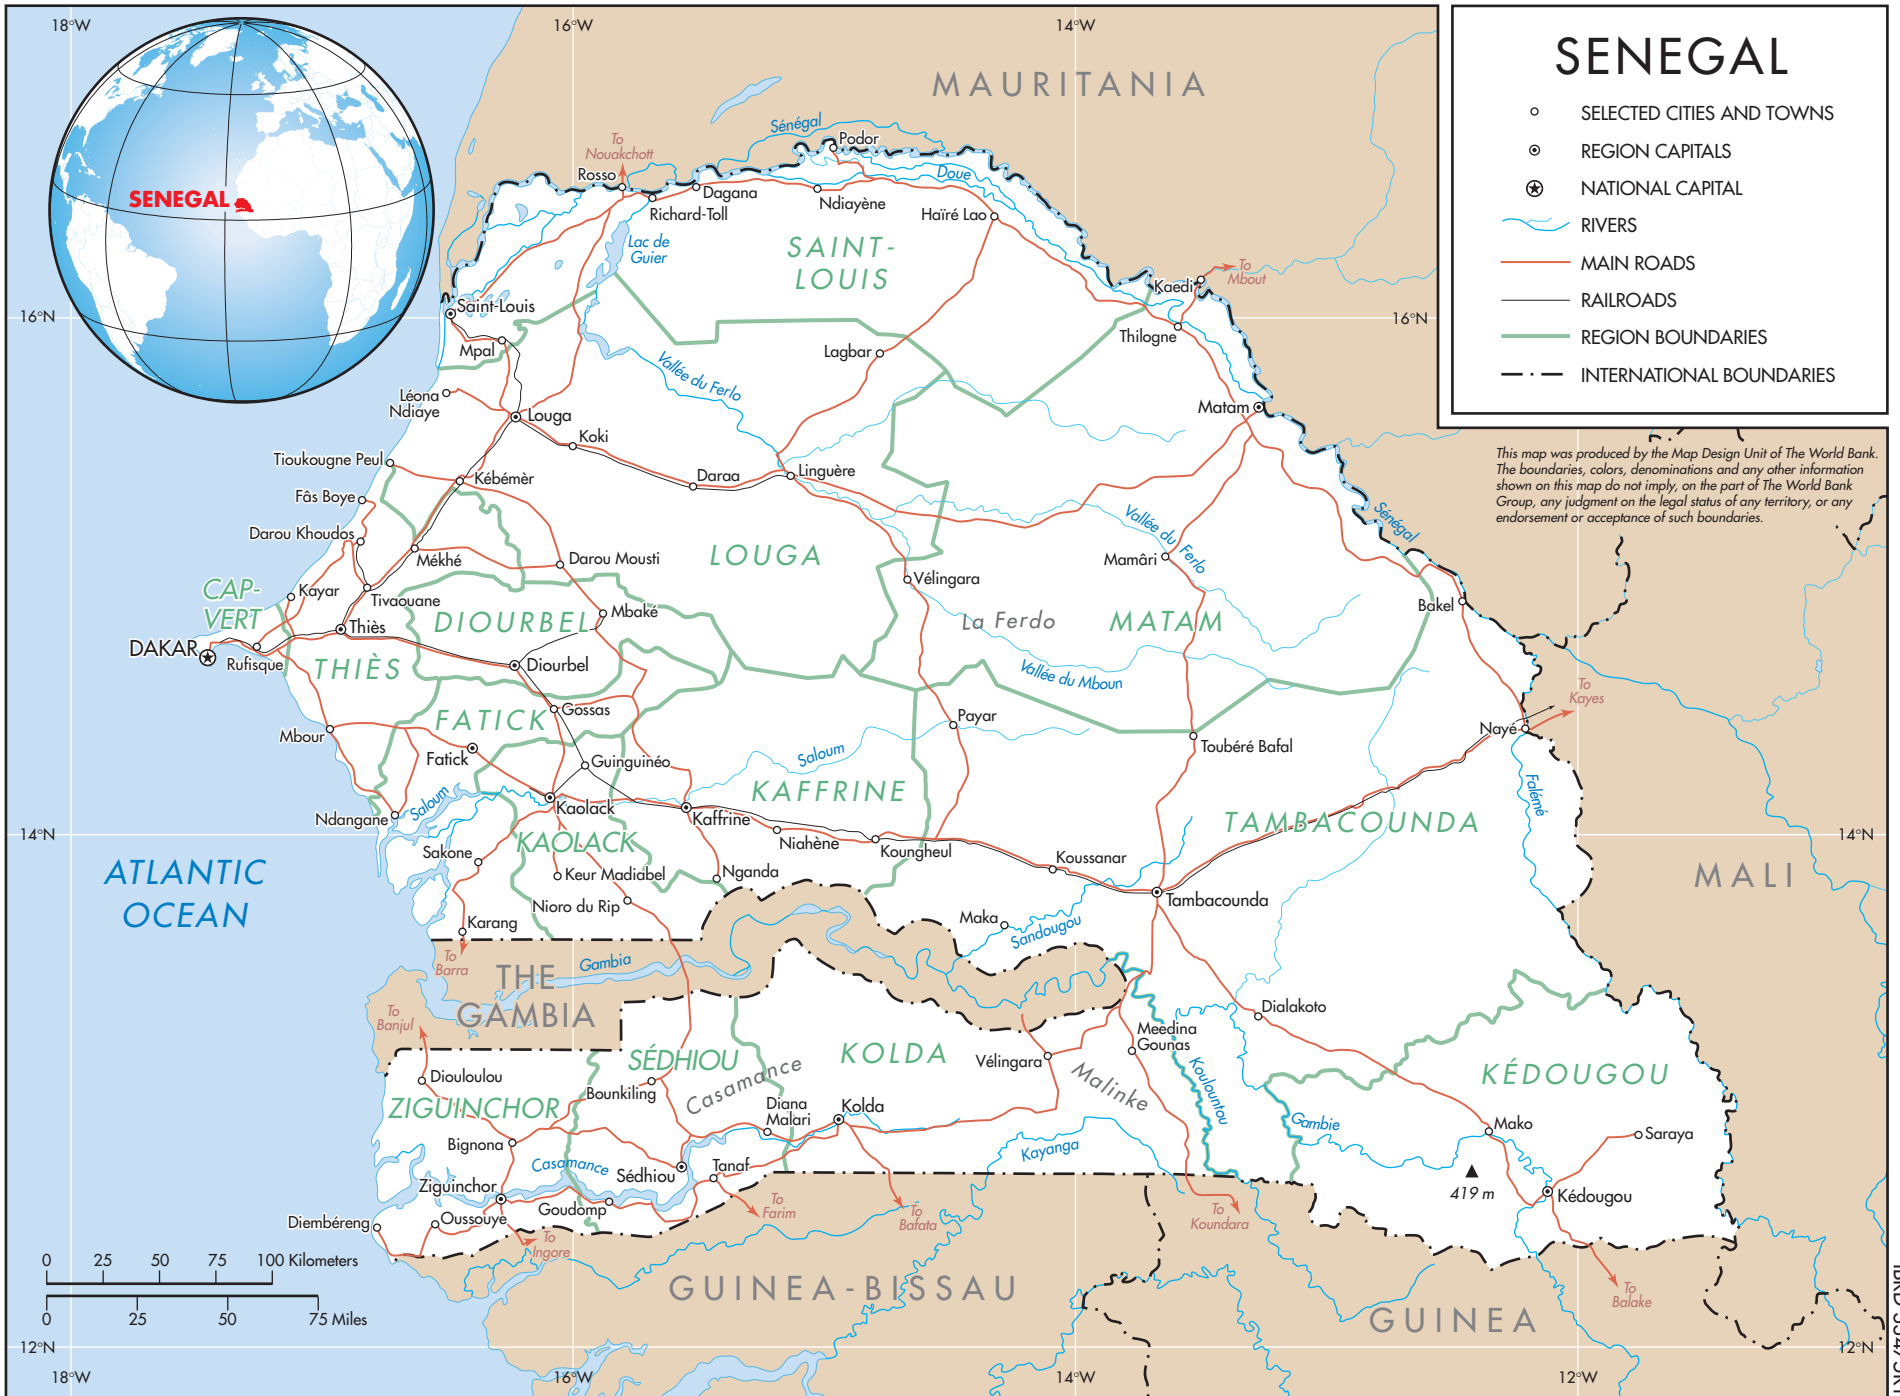 18°W
16°W
14°W
SENEGAL
SELECTED CITIES AND TOWNS
REGION CAPITALS
NATIONAL CAPITAL
RIVERS
MAIN ROADS
RAILROADS
REGION BOUNDARIES
INTERNATIONAL BOUNDARIES
This map was produced by the Map Design Unit of The World Bank.
The boundaries, colors, denominations and any other information
shown on this map do not imply, on the part of The World Bank
Group, any judgment on the legal status of any territory, or any
endorsement or acceptance of such boundaries.
SENEGAL
MAURITANIA
To
Nouakchott
Sénégal
Podor
Rosso
Dagana
Richard-Toll
Ndiayène
Doue
Haïré Lao
Lac de
Guier
SAINT-
LOUIS
To
Mbout
Kaedi
16°N
16°N
Saint-Louis
Mpal
Lagbar
Thilogne
Vallée du Ferlo
Léona
Ndiaye
Louga
Koki
Matam
Tioukougne Peul
Kébémèr
Daraa
Linguère
Fâs Boye
Darou Khoudos
Mékhé
Darou Mousti
LOUGA
Vallée du Ferlo
Mamâri
Sénégal
Vélingara
CAP-
VERT
Kayar
Tivaouane
Thiès
DIOURBEL
Mbaké
La Ferdo
MATAM
Bakel
DAKAR
Rufisque
THIÈS
Diourbel
Vallée du Mboun
To
Kayes
FATICK
Gossas
Payar
Toubéré Bafal
Naye
Mbour
Fatick
Guinguinéo
Saloum
KAFFRINE
Falémé
Ndangane
Saloum
Kaolack
Kaffrine
TAMBACOUNDA
14°N
14°N
KAOLACK
Niahène
Koungheul
Koussanar
Sakone
Keur Madiabel
Nganda
Tambacounda
MALI
ATLANTIC
OCEAN
Nioro du Rip
Maka
Sandougou
Karang
To
Barra
Gambia
THE
GAMBIA
To
Banjul
Dialakoto
Meedina
Gounas
SÉDHIOU
KOLDA
Vélingara
KÉDOUGOU
Diouloulou
Bounkiling
Casamance
Malinke
Koulountou
ZIGUINCHOR
Diana
Malari
Kolda
Gambie
Mako
Saraya
Bignona
Casamance
Sédhiou
Tanaf
Kayanga
419 m
Kédougou
Ziguinchor
Goudomp
Diembéreng
Oussouye
To
Ingore
To
Farim
To
Bafata
To
Koundara
To
Balake
0 25 50 75 100 Kilometers
0 25 50 75 Miles
GUINEA-BISSAU
GUINEA
12°N
12°N
18°W
16°W
14°W
12°W